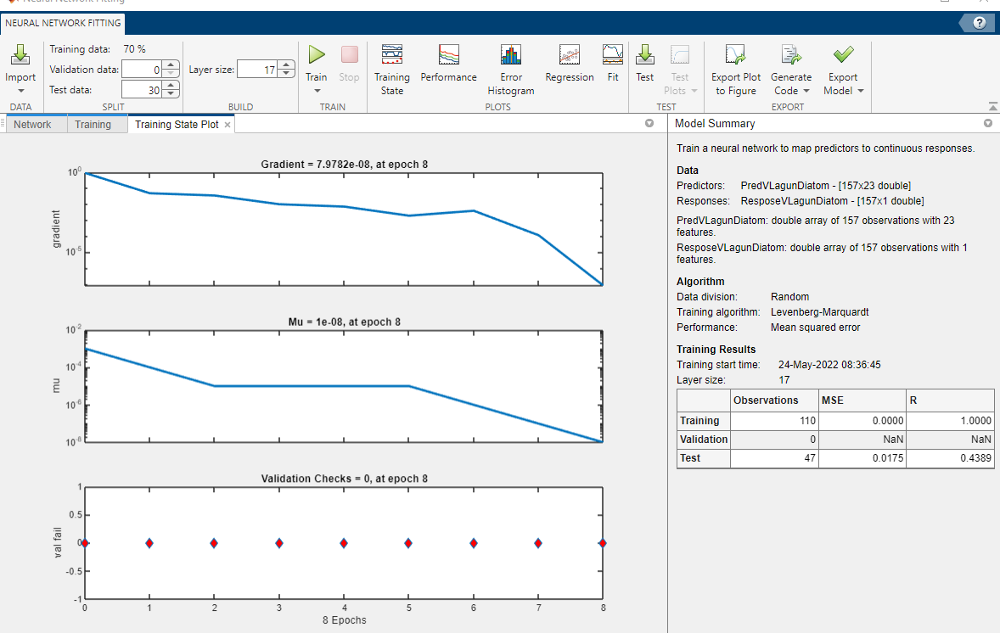 Neural Network Fitting
NEURAL NETWORK FITTING
?
Import
Training data: 70 %
Validation data: 0
Test data: 30
Layer size: 17
Train
Stop
Training State
Performance
Error Histogram
Regression
Fit
Test
Test Plots
Export Plot to Figure
Generate Code
Export Model
DATA
SPLIT
BUILD
TRAIN
PLOTS
TEST
EXPORT
Network
Training
Training State Plot
Gradient = 7.9782e-08, at epoch 8
10^0
10^-5
gradient
Mu = 1e-08, at epoch 8
10^-2
10^-4
10^-6
10^-8
mu
Validation Checks = 0, at epoch 8
1
0.5
0
-0.5
-1
val fail
0 1 2 3 4 5 6 7 8
8 Epochs
Model Summary
Train a neural network to map predictors to continuous responses.
Data
Predictors: PredVLagunDiatom - [157x23 double]
Responses: ResposeVLagunDiatom - [157x1 double]
PredVLagunDiatom: double array of 157 observations with 23
features.
ResposeVLagunDiatom: double array of 157 observations with 1
features.
Algorithm
Data division: Random
Training algorithm: Levenberg-Marquardt
Performance: Mean squared error
Training Results
Training start time: 24-May-2022 08:36:45
Layer size: 17
Observations MSE R
Training 110 0.0000 1.0000
Validation 0 NaN NaN
Test 47 0.0175 0.4389